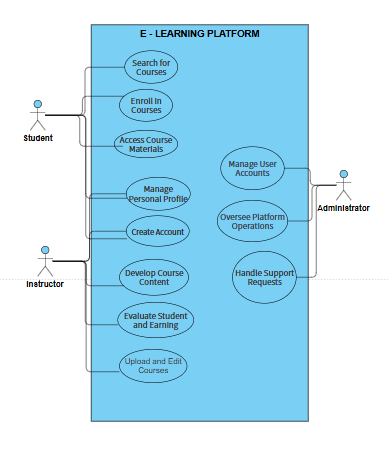 E - LEARNING PLATFORM
Search for
Courses
Enroll In
Courses
Student
Access Course
Materials
Manage User
Accounts
Manage
Personal Profile
Administrator
Oversee Platform
Operations
Create Account
Instructor
Develop Course
Content
Handle Support
Requests
Evaluate Student
and Earning
Upload and Edit
Courses